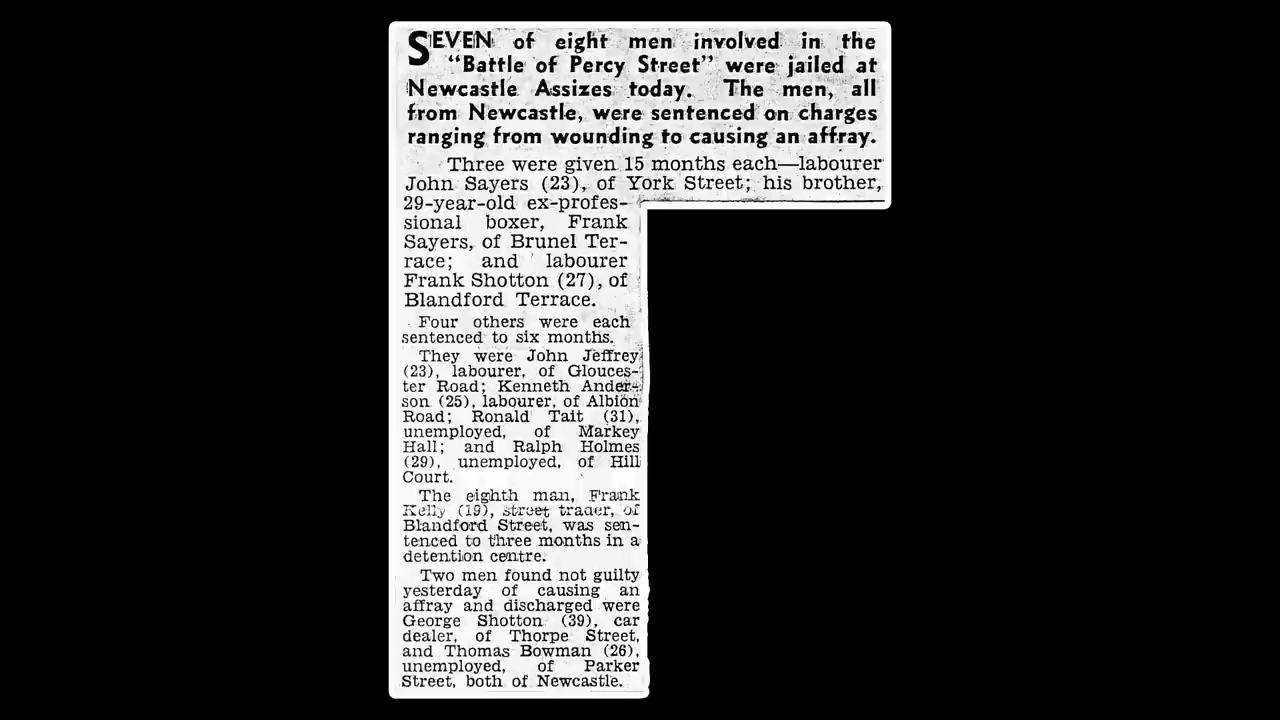 SEVEN of eight men involved in the
"Battle of Percy Street" were jailed at
Newcastle Assizes today. The men, all
from Newcastle, were sentenced on charges
ranging from wounding to causing an affray.
Three were given 15 months each—labourer
John Sayers (23), of York Street; his brother,
29-year-old ex-profes-
sional boxer, Frank
Sayers, of Brunel Ter-
race; and labourer
Frank Shotton (27), of
Blandford Terrace.
Four others were each
sentenced to six months.
They were John Jeffrey
(23), labourer, of Glouces-
ter Road; Kenneth Ander-
son (25), labourer, of Albion
Road; Ronald Tait (31),
unemployed, of Markey
Hall; and Ralph Holmes
(29), unemployed, of Hill
Court.
The eighth man, Frank
Kelly (19), street trader, of
Blandford Street, was sen-
tenced to three months in a
detention centre.
Two men found not guilty
yesterday of causing an
affray and discharged were
George Shotton (39), car
dealer, of Thorpe Street,
and Thomas Bowman (26),
unemployed, of Parker
Street, both of Newcastle.